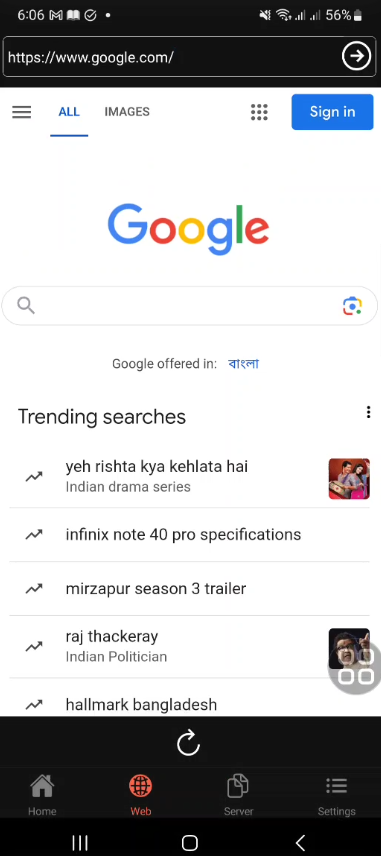 6:06
56%
https://www.google.com/
ALL IMAGES
Sign in
Google
Google offered in: বাংলা
Trending searches
yeh rishta kya kehlata hai
Indian drama series
infinix note 40 pro specifications
mirzapur season 3 trailer
raj thackeray
Indian Politician
hallmark bangladesh
Home Web Server Settings